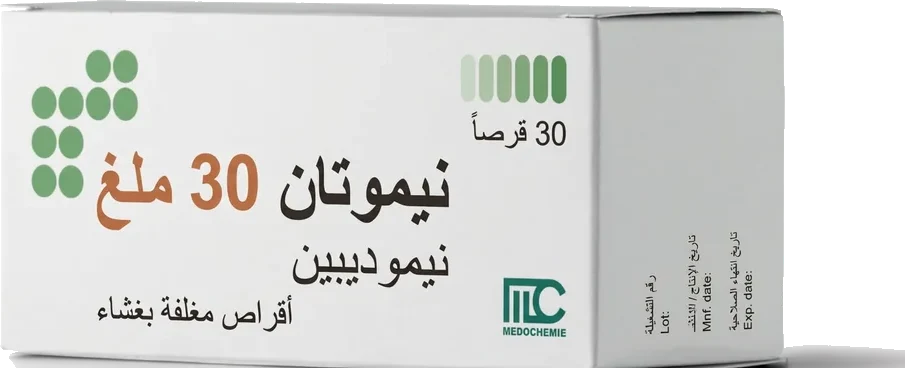 30 قرصاً
نيموتان 30 ملغ
نيموديبين
أقراص مغلفة بغشاء
MC
MEDOCHEMIE
رقم التشغيلة
Lot:
تاريخ الإنتاج /
Mnf. date:
تاريخ انتهاء الصلاحية
Exp. date: